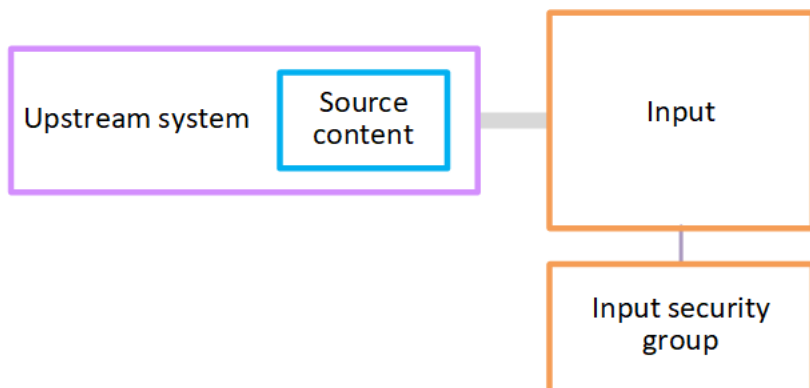 Upstream system
Source
content
Input
Input security
group